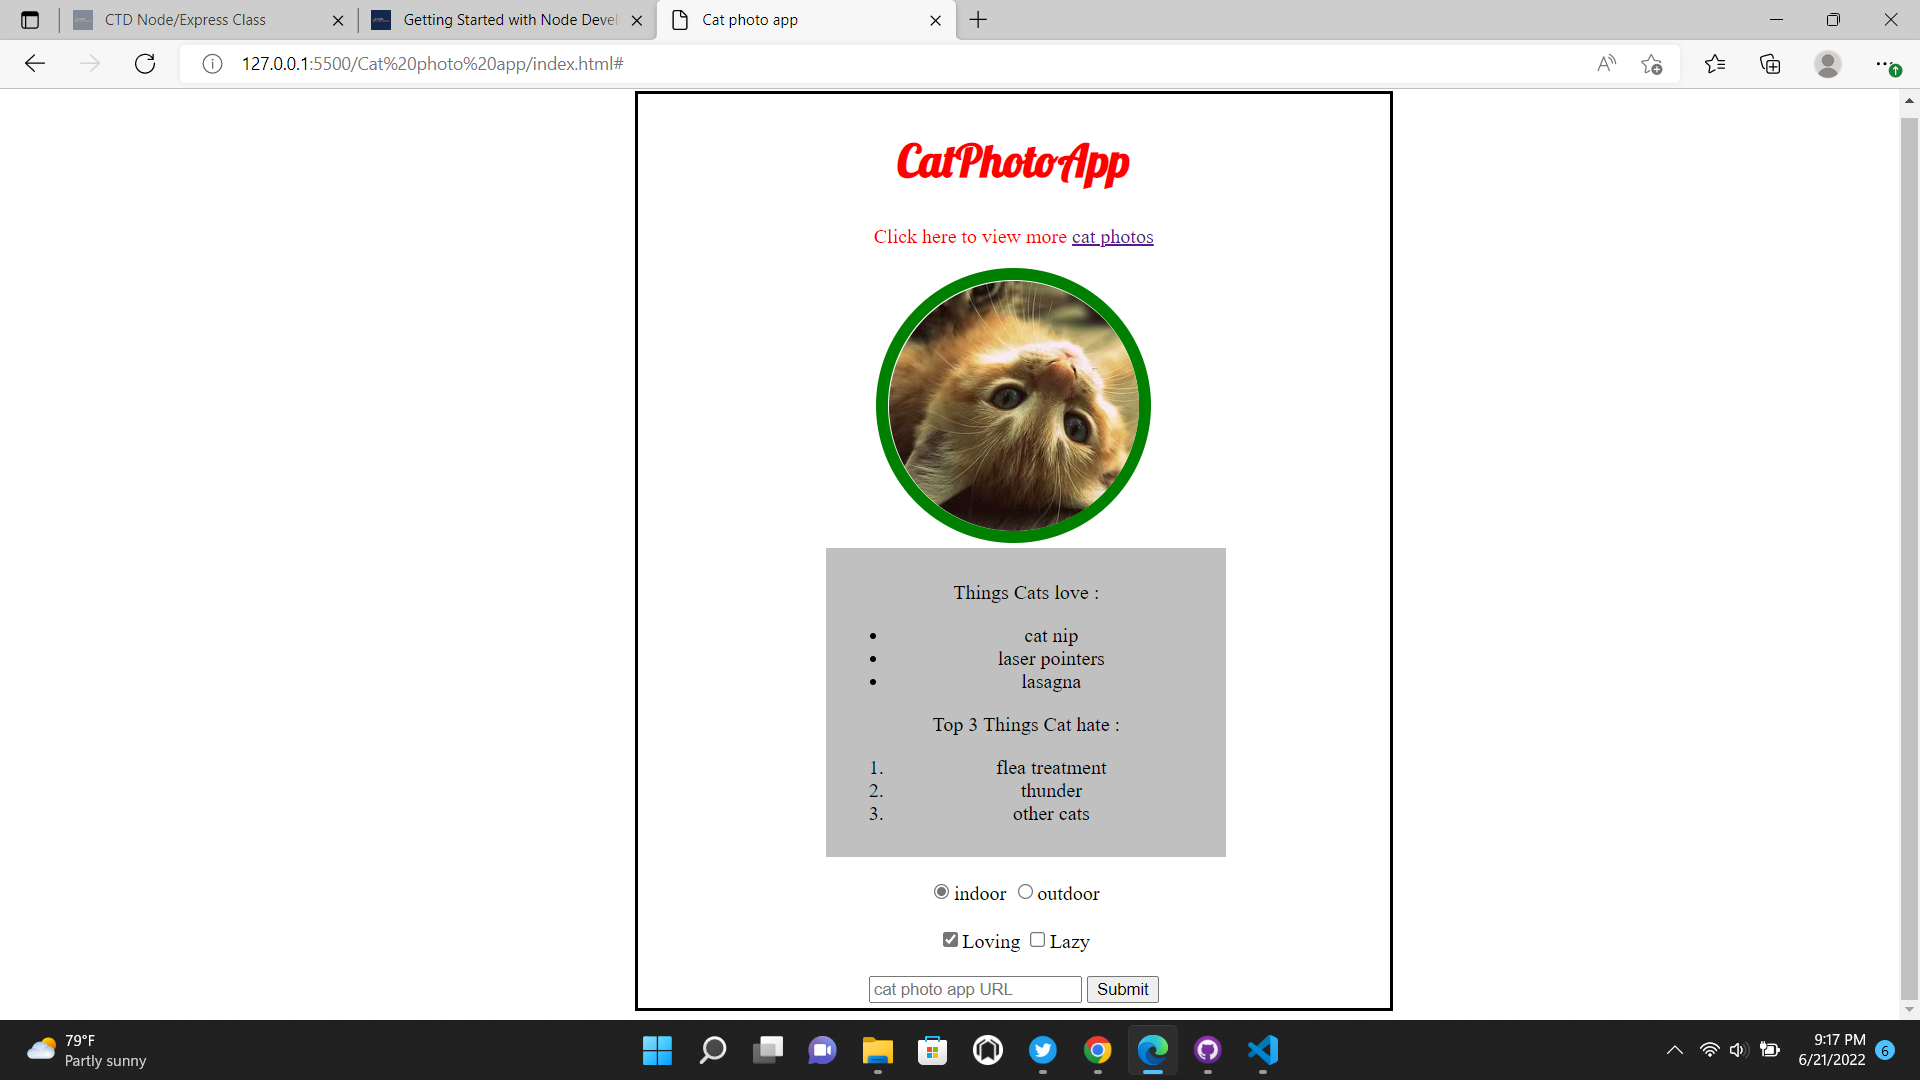 CTD Node/Express Class
Getting Started with Node Devel
Cat photo app
127.0.0.1:5500/Cat%20photo%20app/index.html#
CatPhotoApp
Click here to view more cat photos
Things Cats love :
• cat nip
• laser pointers
• lasagna
Top 3 Things Cat hate :
1. flea treatment
2. thunder
3. other cats
indoor outdoor
Loving Lazy
cat photo app URL Submit
79°F
Partly sunny
9:17 PM
6/21/2022
6